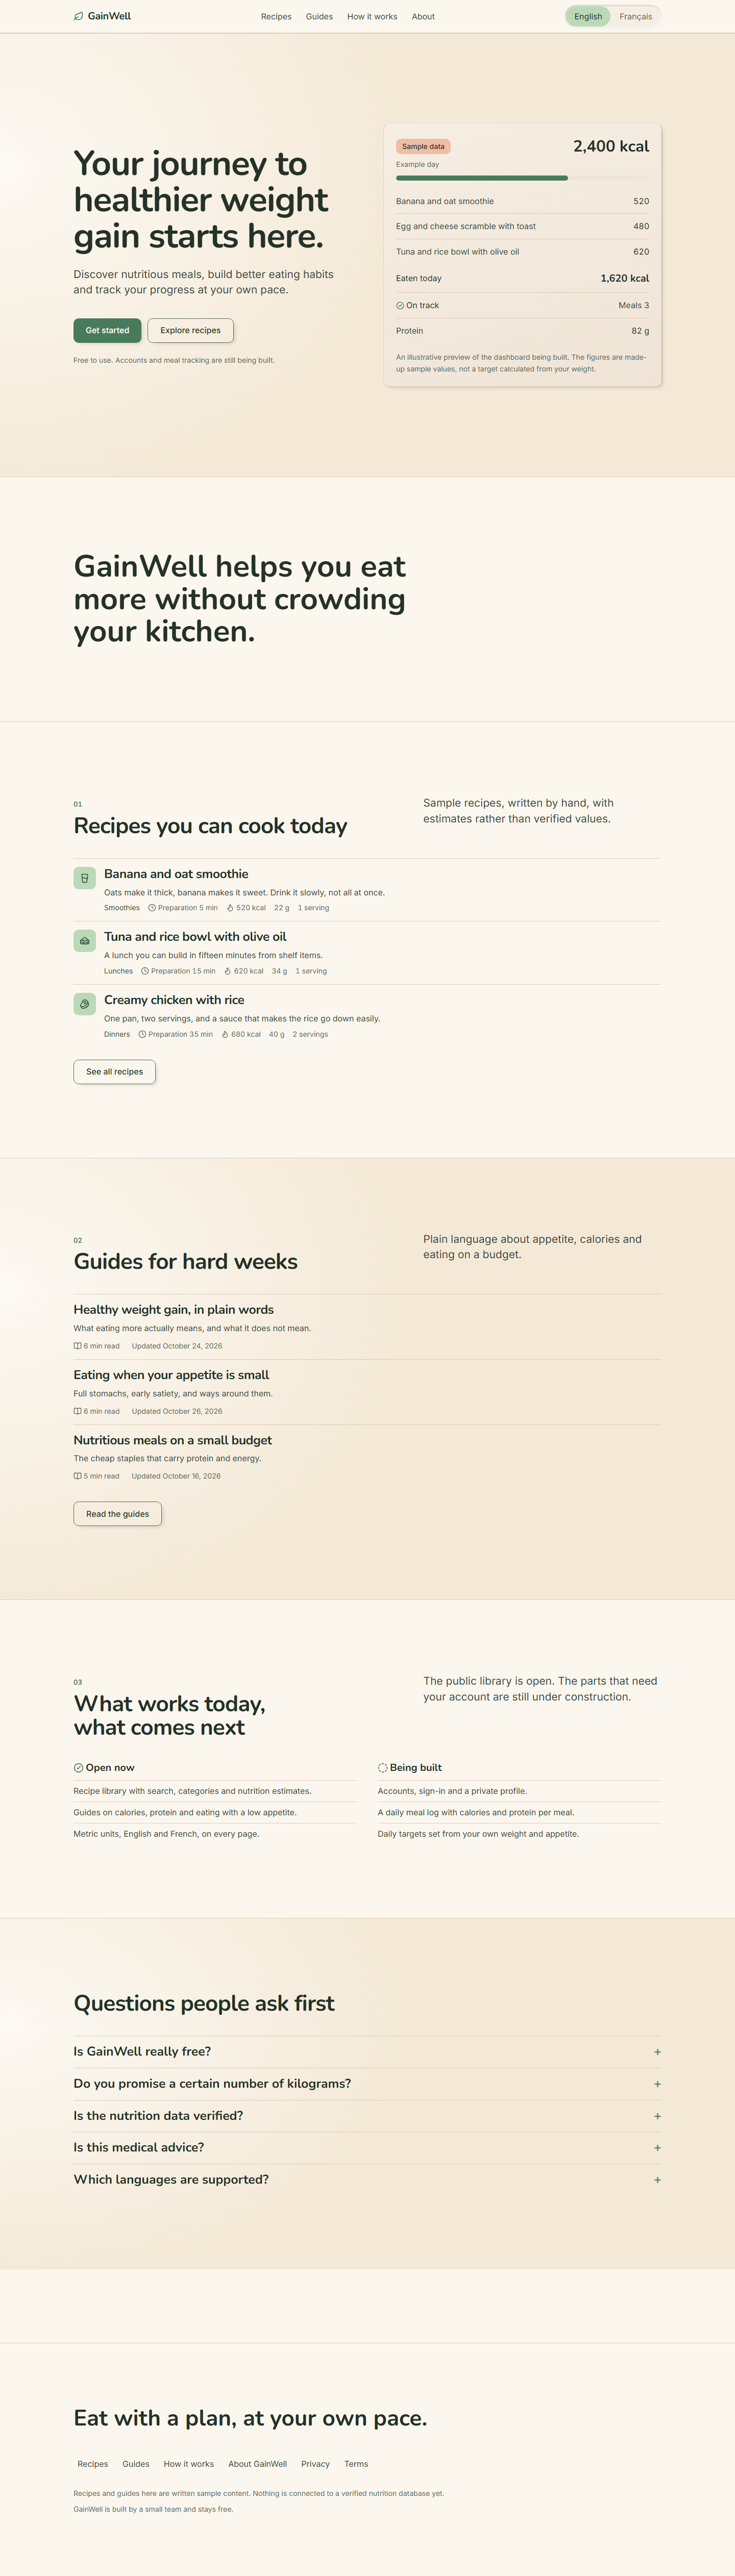 GainWell
Recipes Guides How it works About
English Français
Your journey to
healthier weight
gain starts here.
Discover nutritious meals, build better eating habits
and track your progress at your own pace.
Get started Explore recipes
Free to use. Accounts and meal tracking are still being built.
Sample data 2,400 kcal
Example day
Banana and oat smoothie 520
Egg and cheese scramble with toast 480
Tuna and rice bowl with olive oil 620
Eaten today 1,620 kcal
On track Meals 3
Protein 82 g
An illustrative preview of the dashboard being built. The figures are made-
up sample values, not a target calculated from your weight.
GainWell helps you eat
more without crowding
your kitchen.
01
Recipes you can cook today
Sample recipes, written by hand, with
estimates rather than verified values.
Banana and oat smoothie
Oats make it thick, banana makes it sweet. Drink it slowly, not all at once.
Smoothies Preparation 5 min 520 kcal 22 g 1 serving
Tuna and rice bowl with olive oil
A lunch you can build in fifteen minutes from shelf items.
Lunches Preparation 15 min 620 kcal 34 g 1 serving
Creamy chicken with rice
One pan, two servings, and a sauce that makes the rice go down easily.
Dinners Preparation 35 min 680 kcal 40 g 2 servings
See all recipes
02
Guides for hard weeks
Plain language about appetite, calories and
eating on a budget.
Healthy weight gain, in plain words
What eating more actually means, and what it does not mean.
6 min read Updated October 24, 2026
Eating when your appetite is small
Full stomachs, early satiety, and ways around them.
6 min read Updated October 26, 2026
Nutritious meals on a small budget
The cheap staples that carry protein and energy.
5 min read Updated October 16, 2026
Read the guides
03
What works today,
what comes next
The public library is open. The parts that need
your account are still under construction.
Open now
Recipe library with search, categories and nutrition estimates.
Guides on calories, protein and eating with a low appetite.
Metric units, English and French, on every page.
Being built
Accounts, sign-in and a private profile.
A daily meal log with calories and protein per meal.
Daily targets set from your own weight and appetite.
Questions people ask first
Is GainWell really free? +
Do you promise a certain number of kilograms? +
Is the nutrition data verified? +
Is this medical advice? +
Which languages are supported? +
Eat with a plan, at your own pace.
Recipes Guides How it works About GainWell Privacy Terms
Recipes and guides here are written sample content. Nothing is connected to a verified nutrition database yet.
GainWell is built by a small team and stays free.